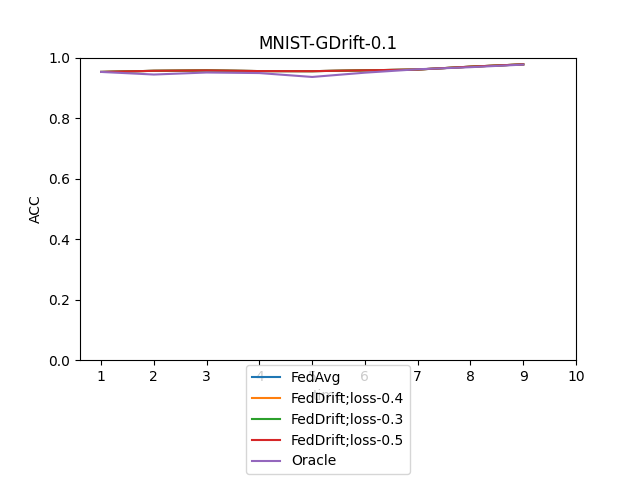 MNIST-GDrift-0.1
ACC
1.0
0.8
0.6
0.4
0.2
0.0
1 2 3 4 5 6 7 8 9 10
FedAvg
FedDrift;loss-0.4
FedDrift;loss-0.3
FedDrift;loss-0.5
Oracle